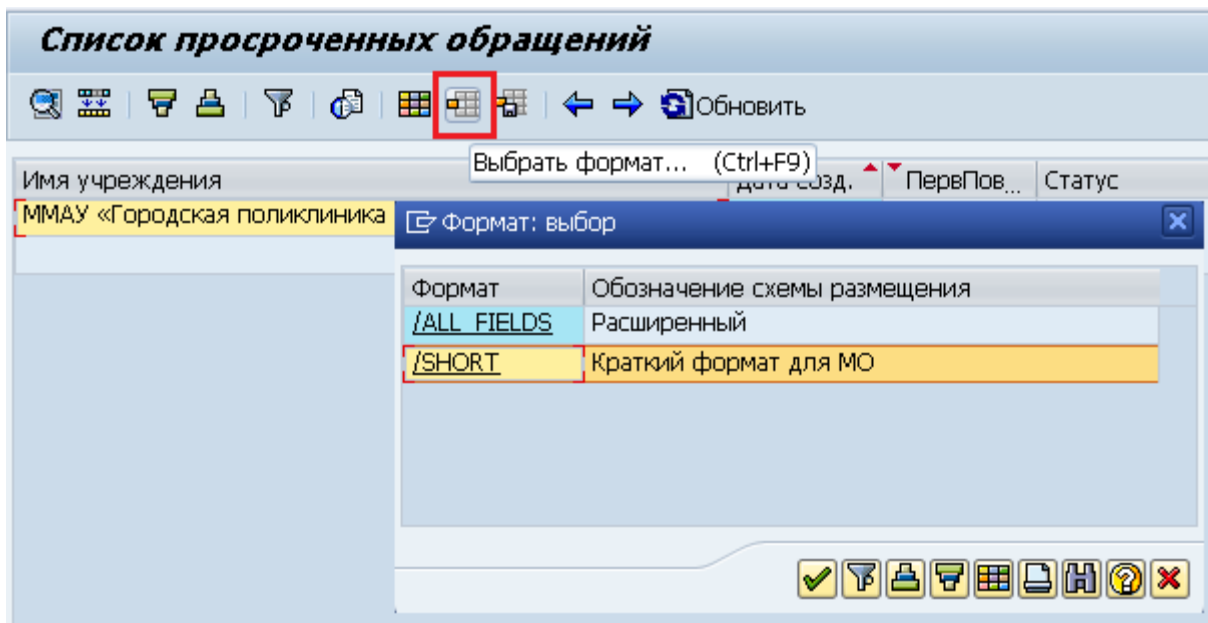 Список просроченных обращений
Обновить
Выбрать формат... (Ctrl+F9)
Имя учреждения Дата созд. ПервПов... Статус
ММАУ «Городская поликлиника
Формат: выбор
Формат Обозначение схемы размещения
/ALL_FIELDS Расширенный
/SHORT Краткий формат для МО